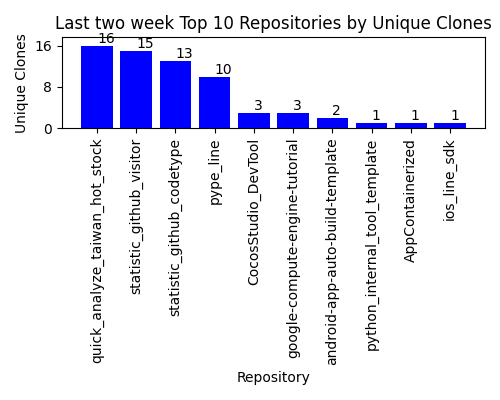 Last two week Top 10 Repositories by Unique Clones
Unique Clones
16
8
0
16
15
13
10
3
3
2
1
1
1
quick_analyze_taiwan_hot_stock
statistic_github_visitor
statistic_github_codetype
pype_line
CocosStudio_DevTool
google-compute-engine-tutorial
android-app-auto-build-template
python_internal_tool_template
AppContainerized
ios_line_sdk
Repository